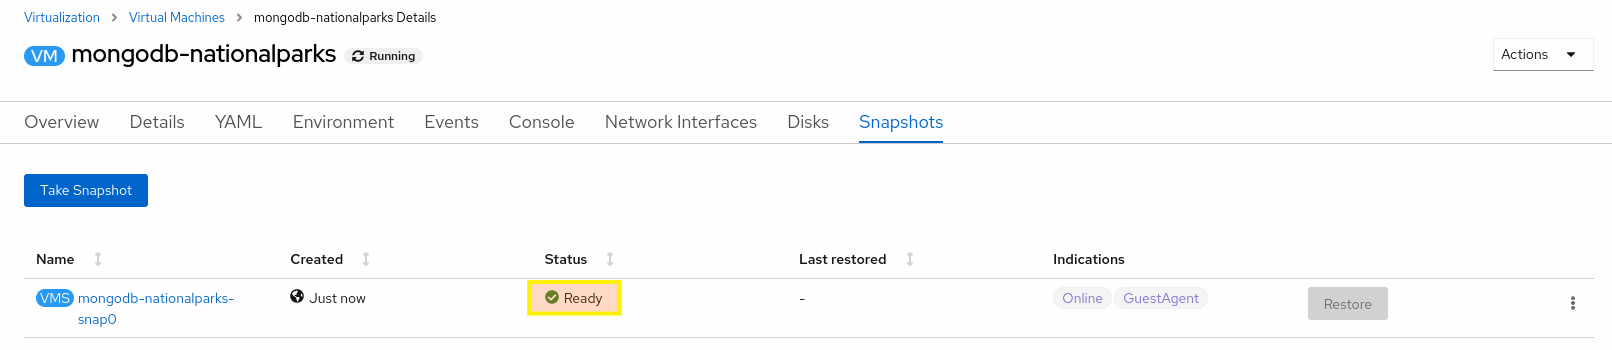 Virtualization > Virtual Machines > mongodb-nationalparks Details
VM mongodb-nationalparks Running
Actions
Overview Details YAML Environment Events Console Network Interfaces Disks Snapshots
Take Snapshot
Name Created Status Last restored Indications
VMS mongodb-nationalparks- Just now Ready - Online GuestAgent Restore
snap0